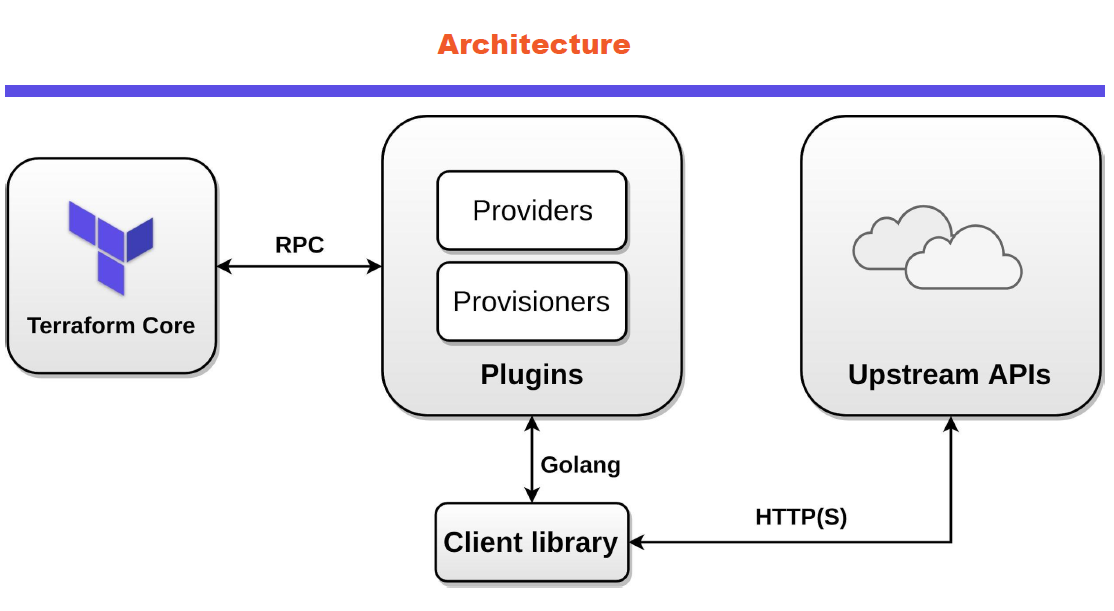 Architecture
Terraform Core
RPC
Providers
Provisioners
Plugins
Upstream APIs
Golang
Client library
HTTP(S)